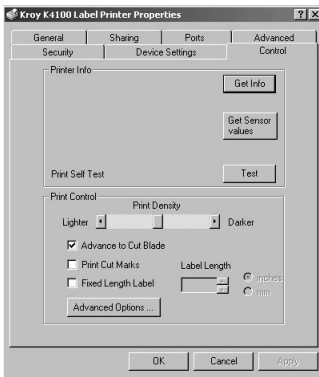 Kroy K4100 Label Printer Properties
General Sharing Ports Advanced
Security Device Settings Control
Printer Info
Get Info
Get Sensor
values
Print Self Test Test
Print Control
Print Density
Lighter Darker
Advance to Cut Blade
Print Cut Marks Label Length
Fixed Length Label
inches
mm
Advanced Options ...
OK Cancel Apply